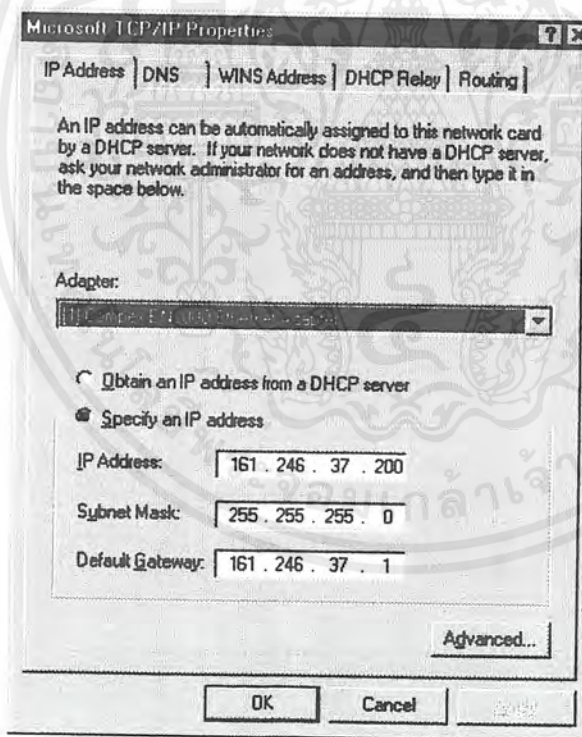 Microsoft TCP/IP Properties
IP Address DNS WINS Address DHCP Relay Routing
An IP address can be automatically assigned to this network card
by a DHCP server. If your network does not have a DHCP server,
ask your network administrator for an address, and then type it in
the space below.
Adapter:
Obtain an IP address from a DHCP server
Specify an IP address
IP Address: 161 . 246 . 37 . 200
Subnet Mask: 255 . 255 . 255 . 0
Default Gateway: 161 . 246 . 37 . 1
Advanced...
OK Cancel